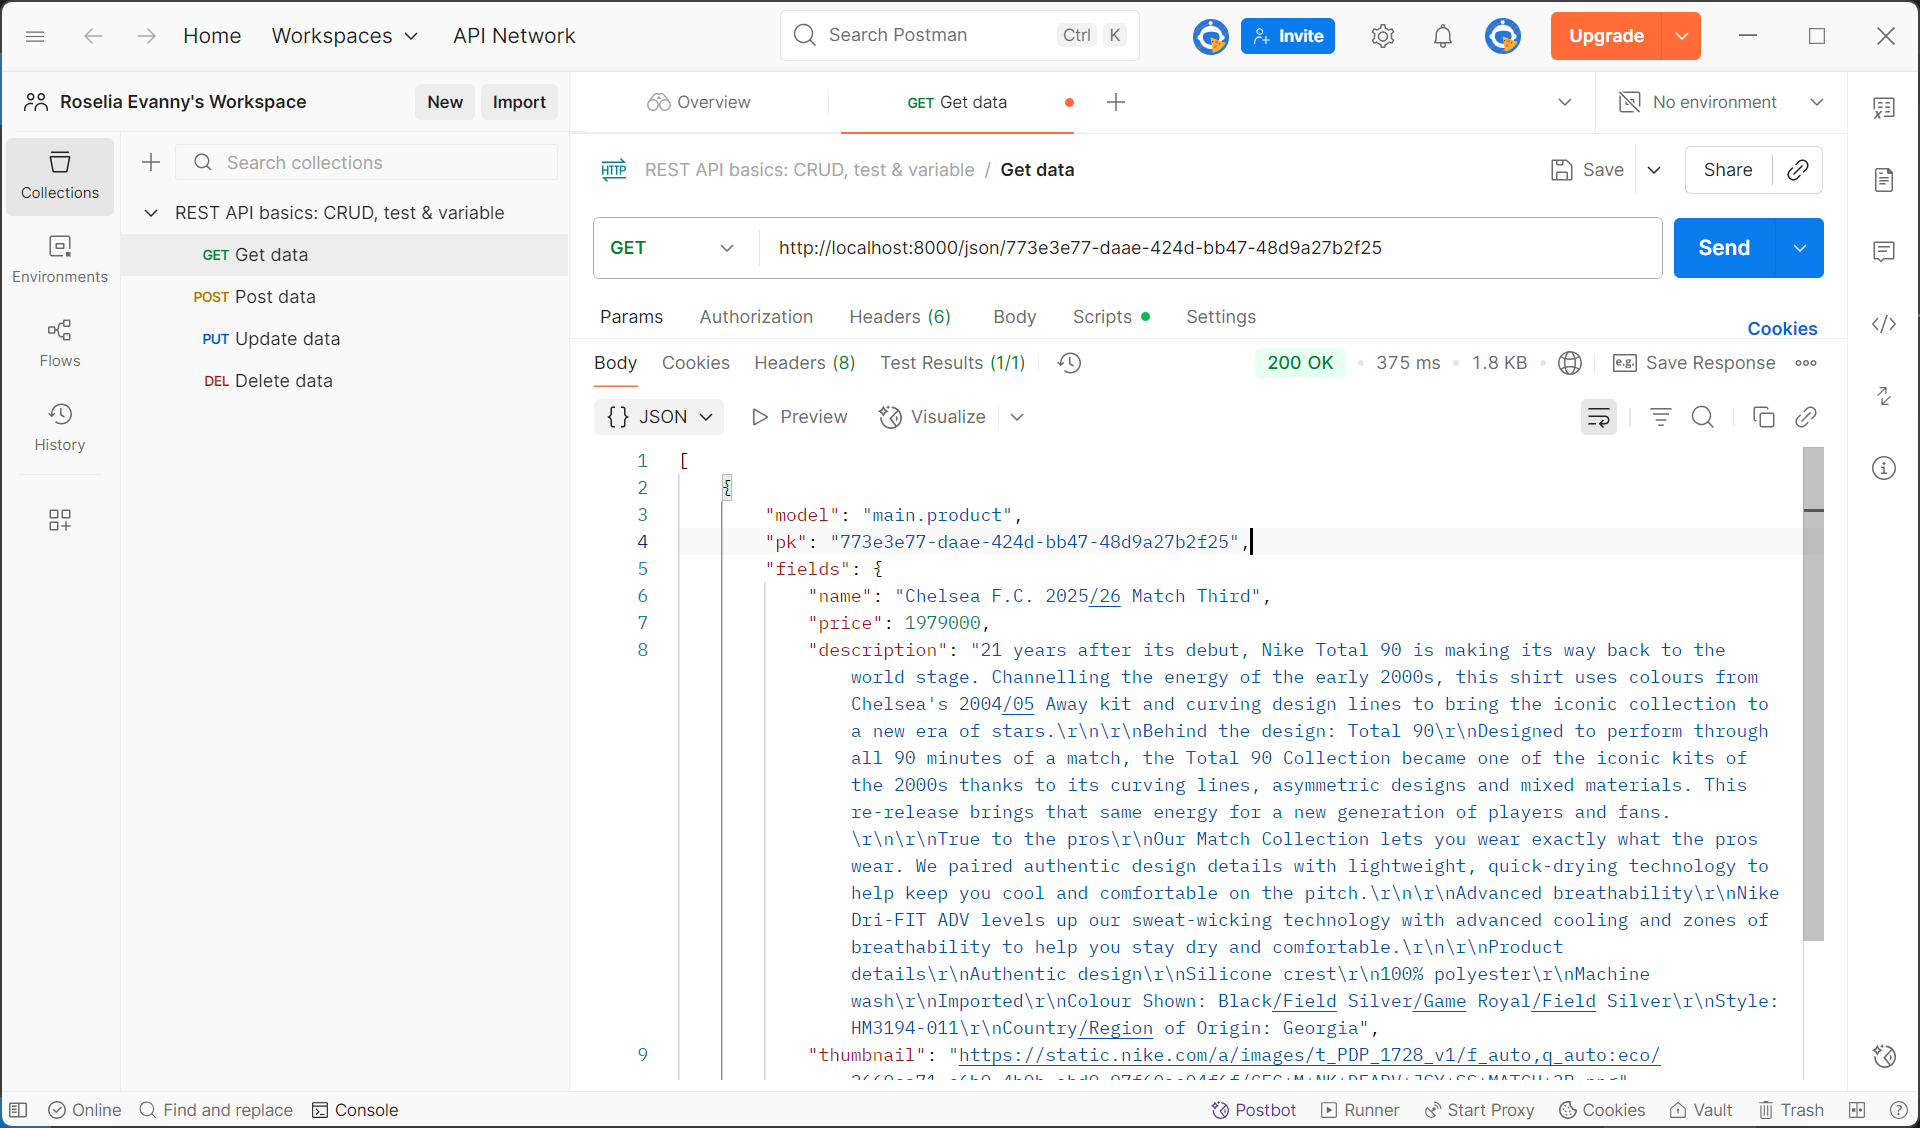 Home Workspaces API Network Search Postman Ctrl K Invite Upgrade
Roselia Evanny's Workspace New Import Overview GET Get data No environment
Collections
Search collections
REST API basics: CRUD, test & variable
GET Get data
POST Post data
PUT Update data
DEL Delete data
Environments
Flows
History
HTTP REST API basics: CRUD, test & variable / Get data Save Share
GET http://localhost:8000/json/773e3e77-daae-424d-bb47-48d9a27b2f25 Send
Params Authorization Headers (6) Body Scripts Settings Cookies
Body Cookies Headers (8) Test Results (1/1) 200 OK 375 ms 1.8 KB e.g. Save Response
{} JSON Preview Visualize
1 [
2 {
3 "model": "main.product",
4 "pk": "773e3e77-daae-424d-bb47-48d9a27b2f25",
5 "fields": {
6 "name": "Chelsea F.C. 2025/26 Match Third",
7 "price": 1979000,
8 "description": "21 years after its debut, Nike Total 90 is making its way back to the
world stage. Channelling the energy of the early 2000s, this shirt uses colours from
Chelsea's 2004/05 Away kit and curving design lines to bring the iconic collection to
a new era of stars.\r\n\r\nBehind the design: Total 90\r\nDesigned to perform through
all 90 minutes of a match, the Total 90 Collection became one of the iconic kits of
the 2000s thanks to its curving lines, asymmetric designs and mixed materials. This
re-release brings that same energy for a new generation of players and fans.
\r\n\r\nTrue to the pros\r\nOur Match Collection lets you wear exactly what the pros
wear. We paired authentic design details with lightweight, quick-drying technology to
help keep you cool and comfortable on the pitch.\r\n\r\nAdvanced breathability\r\nNike
Dri-FIT ADV levels up our sweat-wicking technology with advanced cooling and zones of
breathability to help you stay dry and comfortable.\r\n\r\nProduct
details\r\nAuthentic design\r\nSilicone crest\r\n100% polyester\r\nMachine
wash\r\nImported\r\nColour Shown: Black/Field Silver/Game Royal/Field Silver\r\nStyle:
HM3194-011\r\nCountry/Region of Origin: Georgia",
9 "thumbnail": "https://static.nike.com/a/images/t_PDP_1728_v1/f_auto,q_auto:eco/
Online Find and replace Console Postbot Runner Start Proxy Cookies Vault Trash